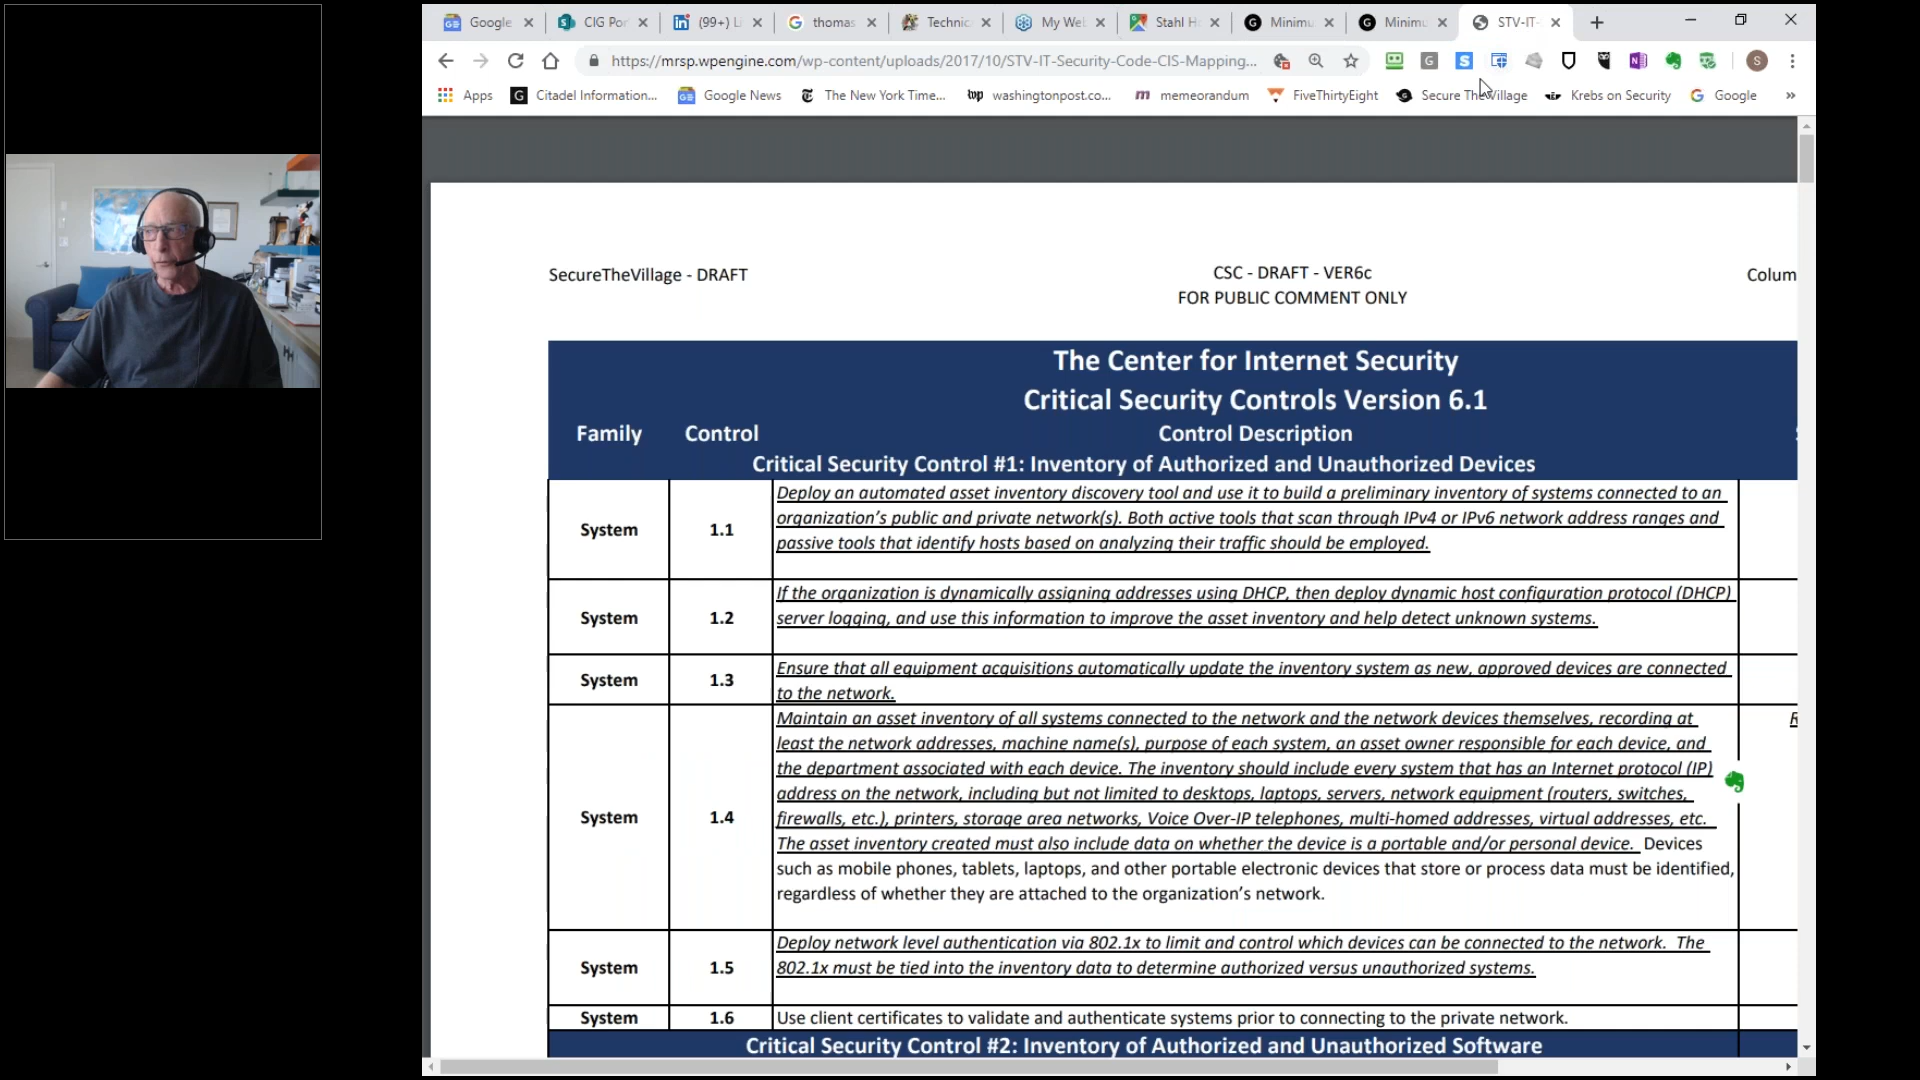 Google
CIG Por
(99+) Li
thomas
Technic
My Web
Stahl H
Minimu
Minimu
STV-IT-
https://mrsp.wpengine.com/wp-content/uploads/2017/10/STV-IT-Security-Code-CIS-Mapping...
Apps
Citadel Information...
Google News
The New York Time...
washingtonpost.co...
memeorandum
FiveThirtyEight
Secure The Village
Krebs on Security
Google
»
SecureTheVillage - DRAFT
CSC - DRAFT - VER6c
Colum
FOR PUBLIC COMMENT ONLY
The Center for Internet Security
Critical Security Controls Version 6.1
Family Control Control Description
Critical Security Control #1: Inventory of Authorized and Unauthorized Devices
System 1.1 Deploy an automated asset inventory discovery tool and use it to build a preliminary inventory of systems connected to an
organization's public and private network(s). Both active tools that scan through IPv4 or IPv6 network address ranges and
passive tools that identify hosts based on analyzing their traffic should be employed.
System 1.2 If the organization is dynamically assigning addresses using DHCP, then deploy dynamic host configuration protocol (DHCP)
server logging, and use this information to improve the asset inventory and help detect unknown systems.
System 1.3 Ensure that all equipment acquisitions automatically update the inventory system as new, approved devices are connected
to the network.
System 1.4 Maintain an asset inventory of all systems connected to the network and the network devices themselves, recording at
least the network addresses, machine name(s), purpose of each system, an asset owner responsible for each device, and
the department associated with each device. The inventory should include every system that has an Internet protocol (IP)
address on the network, including but not limited to desktops, laptops, servers, network equipment (routers, switches,
firewalls, etc.), printers, storage area networks, Voice Over-IP telephones, multi-homed addresses, virtual addresses, etc.
The asset inventory created must also include data on whether the device is a portable and/or personal device. Devices
such as mobile phones, tablets, laptops, and other portable electronic devices that store or process data must be identified,
regardless of whether they are attached to the organization's network.
System 1.5 Deploy network level authentication via 802.1x to limit and control which devices can be connected to the network. The
802.1x must be tied into the inventory data to determine authorized versus unauthorized systems.
System 1.6 Use client certificates to validate and authenticate systems prior to connecting to the private network.
Critical Security Control #2: Inventory of Authorized and Unauthorized Software